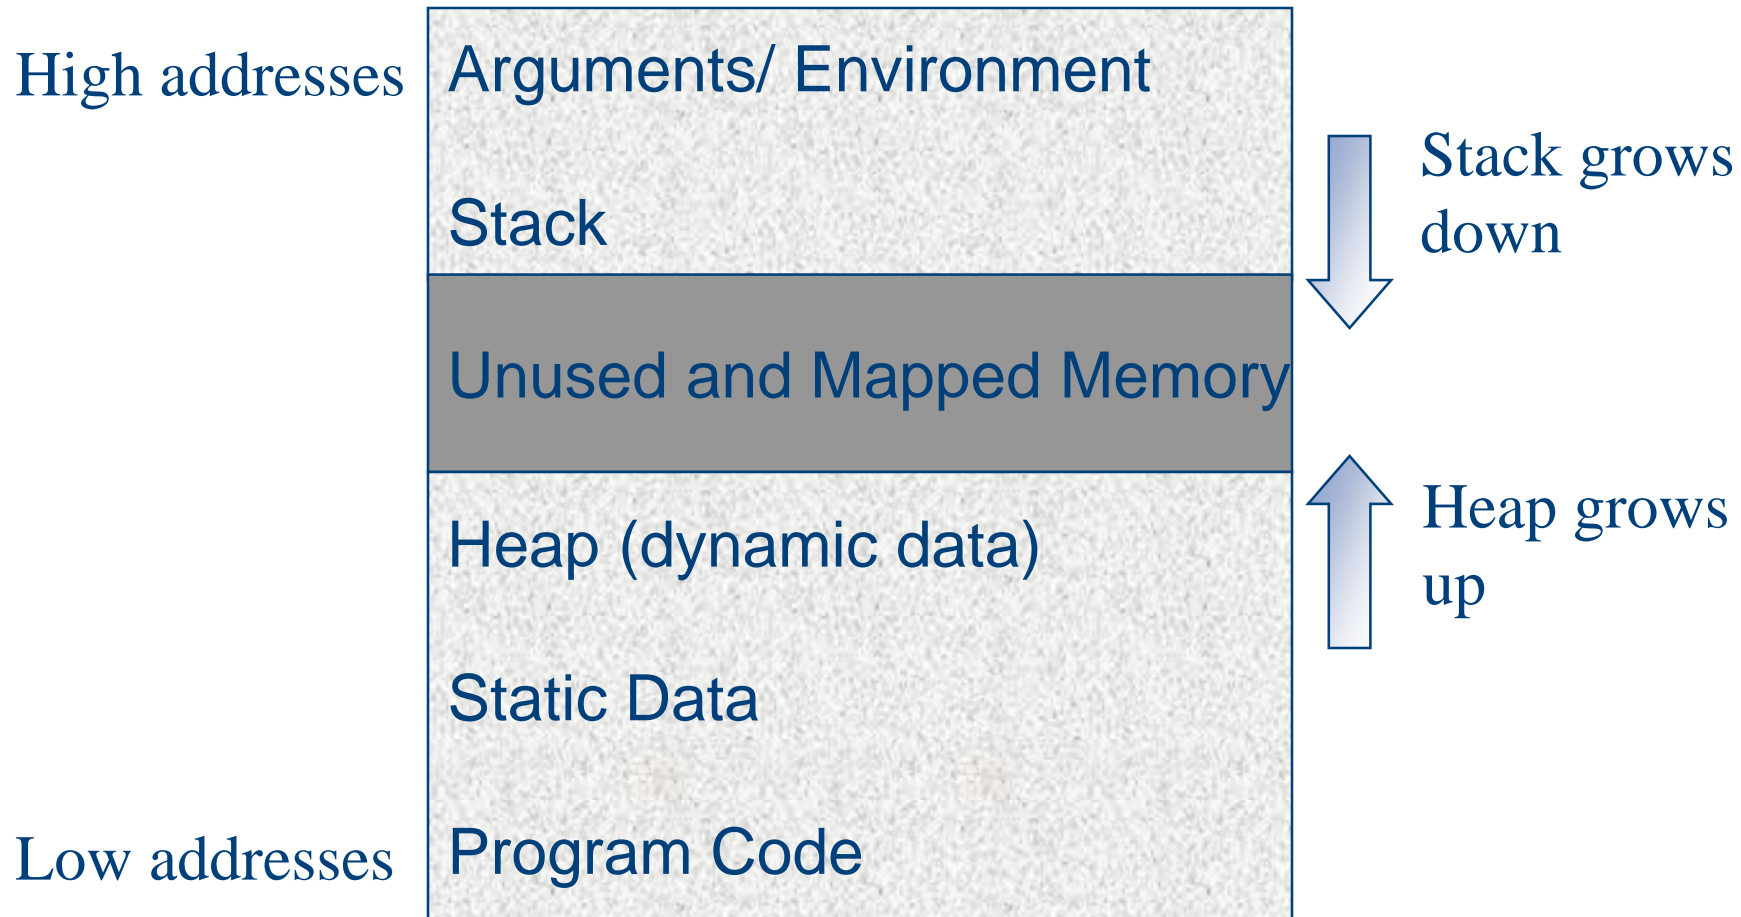 High addresses
Arguments/ Environment
Stack grows
down
Stack
Unused and Mapped Memory
Heap (dynamic data)
Heap grows
up
Static Data
Low addresses
Program Code